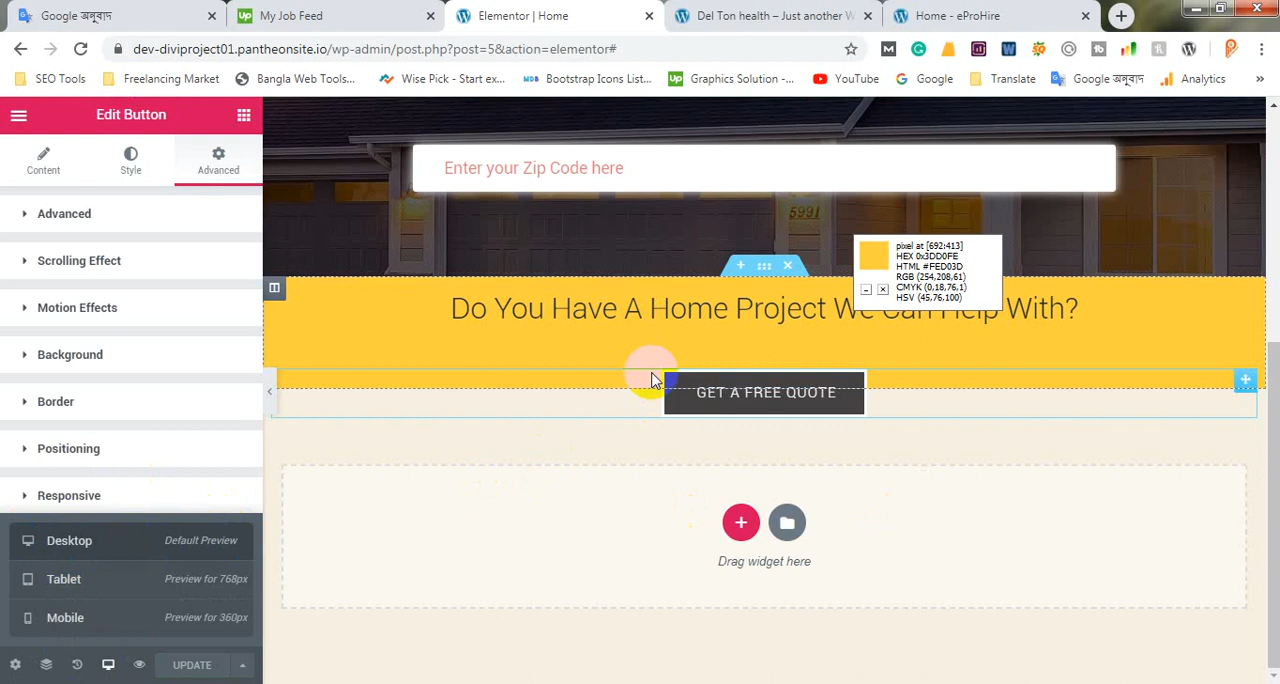 Google অনুবাদ
My Job Feed
Elementor | Home
Del Ton health – Just another W
Home - eProHire
dev-diviproject01.pantheonsite.io/wp-admin/post.php?post=5&action=elementor#
SEO Tools
Freelancing Market
Bangla Web Tools...
Wise Pick - Start ex...
Bootstrap Icons List...
Graphics Solution -...
YouTube
Google
Translate
Google অনুবাদ
Analytics
»
Edit Button
Content
Style
Advanced
Advanced
Scrolling Effect
Motion Effects
Background
Border
Positioning
Responsive
Desktop Default Preview
Tablet Preview for 768px
Mobile Preview for 360px
UPDATE
Enter your Zip Code here
5991
pixel at [692:413]
HEX 0x3DD0FE
HTML #FED03D
RGB (254,208,61)
CMYK (0,18,76,1)
HSV (45,76,100)
Do You Have A Home Project We Can Help With?
GET A FREE QUOTE
Drag widget here